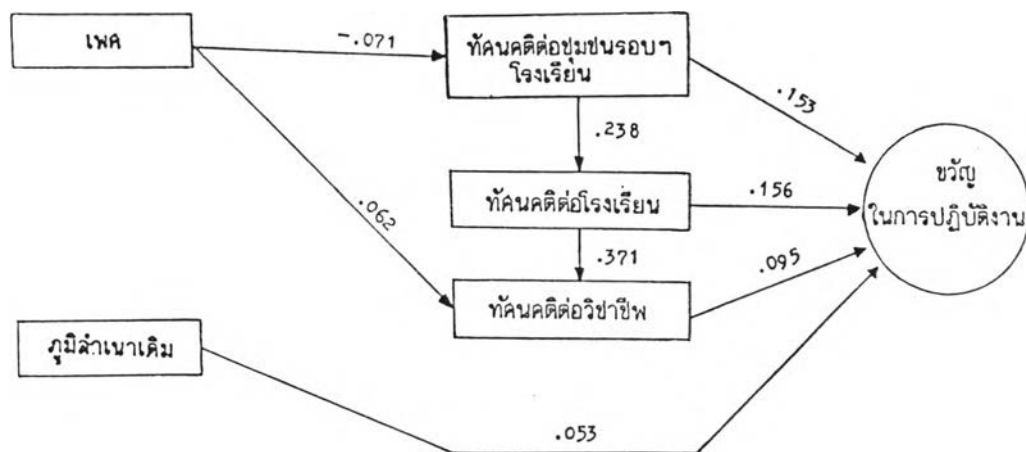 เพศ
-.071
ทัศนคติต่อชุมชนรอบๆ
โรงเรียน
.153
.238
.062
ทัศนคติต่อโรงเรียน
.156
ขวัญ
ในการปฏิบัติงาน
.371
.095
ทัศนคติต่อวิชาชีพ
ภูมิลำเนาเดิม
.053